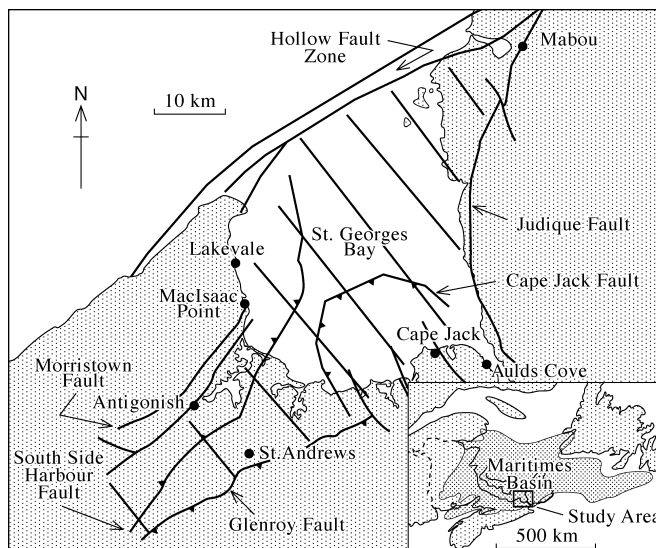 Hollow Fault
Zone
Mabou
N
10 km
Judique Fault
St. Georges
Bay
Lakevale
Cape Jack Fault
MacIsaac
Point
Cape Jack
Aulds Cove
Morristown
Fault
Antigonish
South Side
Harbour
Fault
St.Andrews
Glenroy Fault
Maritimes
Basin
Study Area
500 km